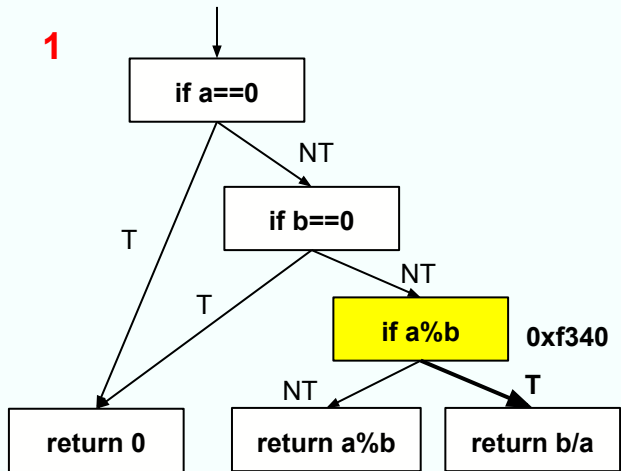 1
if a==0
NT
if b==0
T
NT
T
if a%b
0xf340
NT
T
return 0
return a%b
return b/a